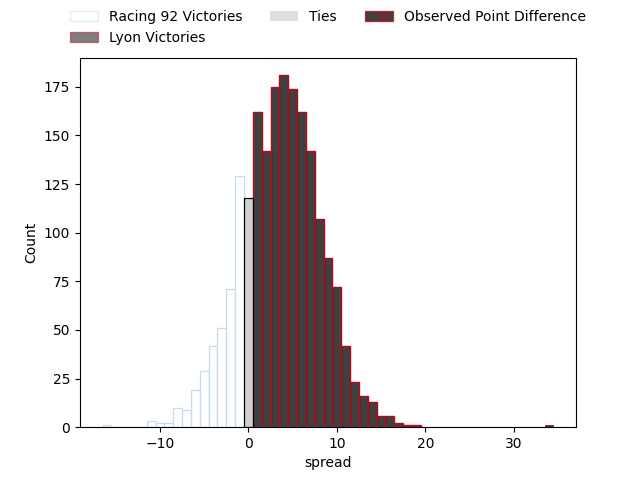 Racing 92 Victories
Ties
Observed Point Difference
Lyon Victories
175
150
125
100
75
50
25
0
Count
−10
0
10
20
30
spread